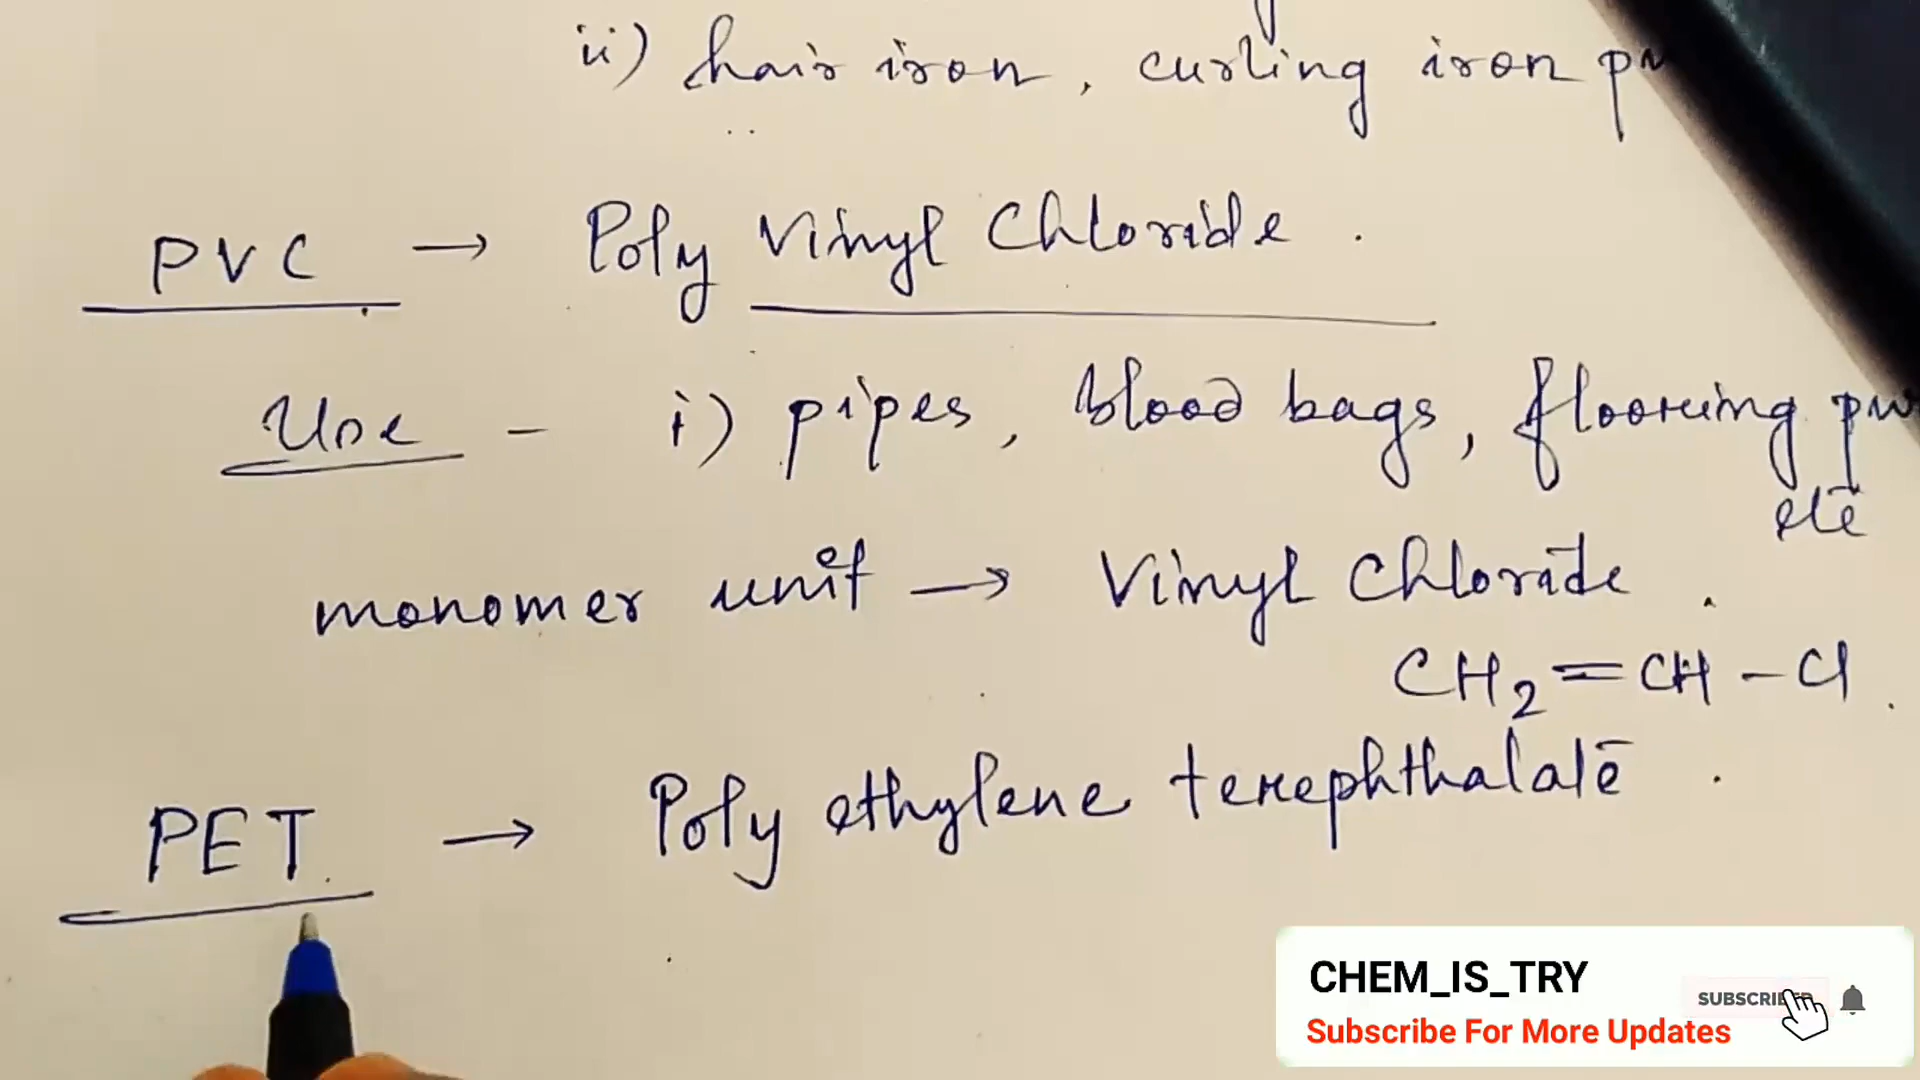 ii) hair iron, curling iron
PVC → Poly Vinyl Chloride.
Use - i) pipes, blood bags, flooring
etc
monomer unit → Vinyl Chloride.
CH₂=CH-Cl.
PET → Poly ethylene terephthalate.
CHEM_IS_TRY
SUBSCRIBED
Subscribe For More Updates